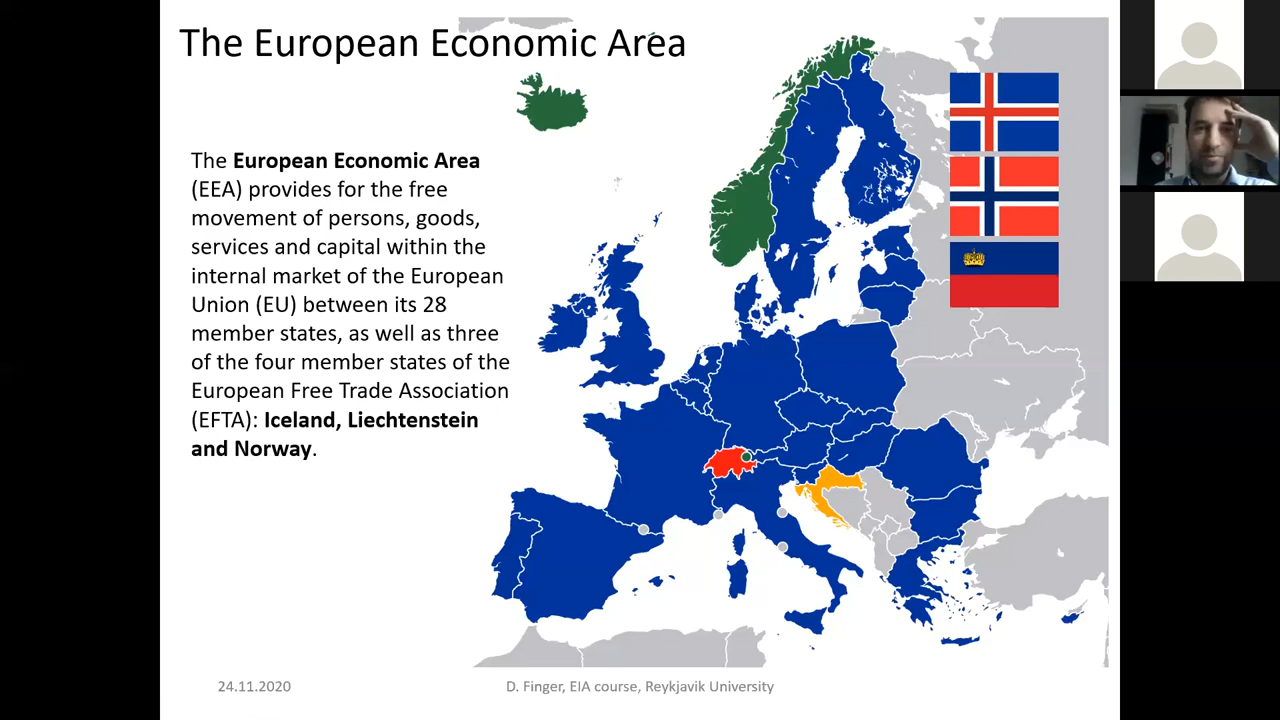 The European Economic Area
The European Economic Area
(EEA) provides for the free
movement of persons, goods,
services and capital within the
internal market of the European
Union (EU) between its 28
member states, as well as three
of the four member states of the
European Free Trade Association
(EFTA): Iceland, Liechtenstein
and Norway.
24.11.2020
D. Finger, EIA course, Reykjavik University